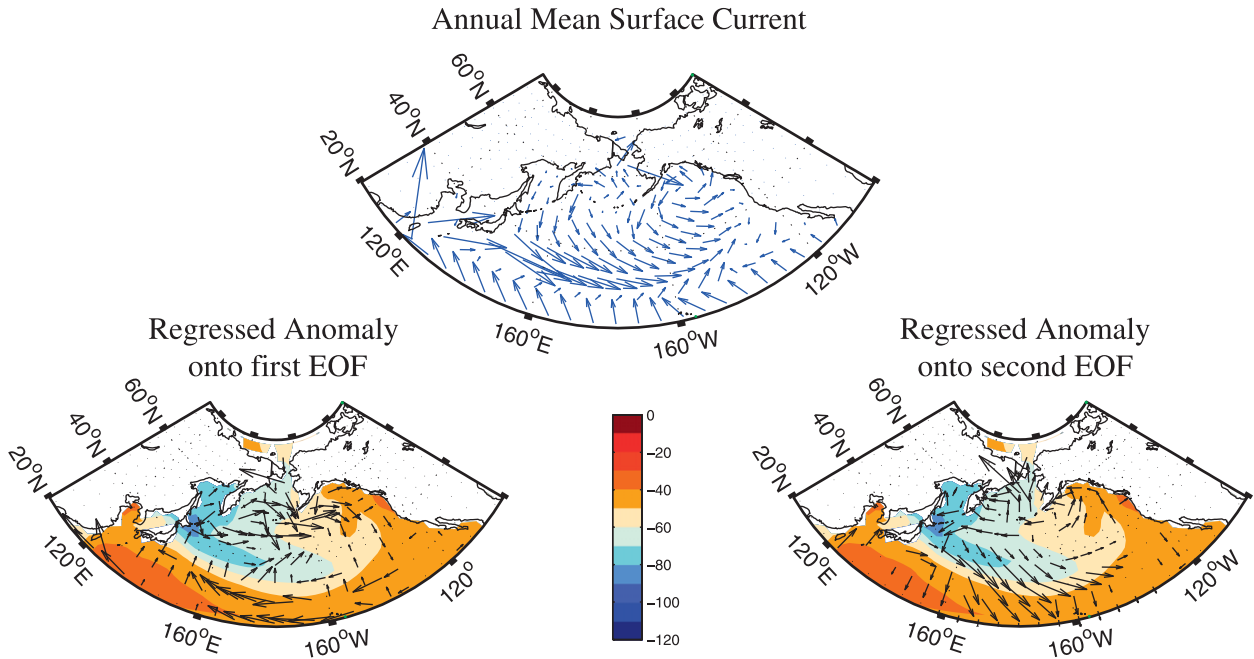 Annual Mean Surface Current
60°N
40°N
20°N
120°E
160°E
160°W
120°W
Regressed Anomaly
onto first EOF
60°N
40°N
20°N
120°E
160°E
160°W
120°
0
−20
−40
−60
−80
−100
−120
Regressed Anomaly
onto second EOF
60°N
40°N
20°N
120°E
160°E
160°W
120°W